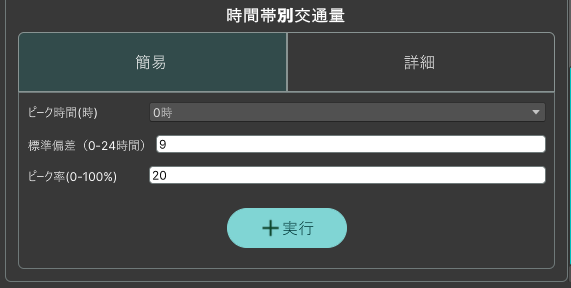 時間帯別交通量
簡易 詳細
ピーク時間(時) 0時
標準偏差（0-24時間） 9
ピーク率(0-100%) 20
＋実行